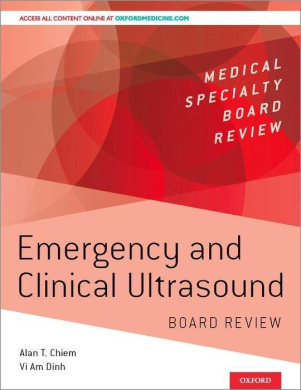 ACCESS ALL CONTENT ONLINE AT OXFORDMEDICINE.COM
MEDICAL
SPECIALTY
BOARD
REVIEW
Emergency and
Clinical Ultrasound
BOARD REVIEW
Alan T. Chiem
Vi Am Dinh
OXFORD